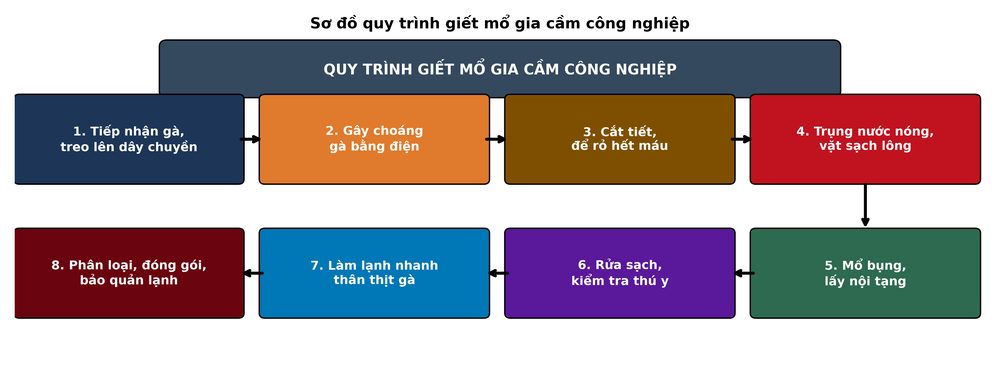 Sơ đồ quy trình giết mổ gia cầm công nghiệp
QUY TRÌNH GIẾT MỔ GIA CẦM CÔNG NGHIỆP
1. Tiếp nhận gà,
treo lên dây chuyền
2. Gây choáng
gà bằng điện
3. Cắt tiết,
để rỏ hết máu
4. Trụng nước nóng,
vặt sạch lông
5. Mổ bụng,
lấy nội tạng
6. Rửa sạch,
kiểm tra thú y
7. Làm lạnh nhanh
thân thịt gà
8. Phân loại, đóng gói,
bảo quản lạnh